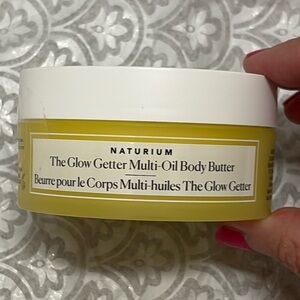 NATURIUM
The Glow Getter Multi-Oil Body Butter
Beurre pour le Corps Multi-huiles The Glow Getter